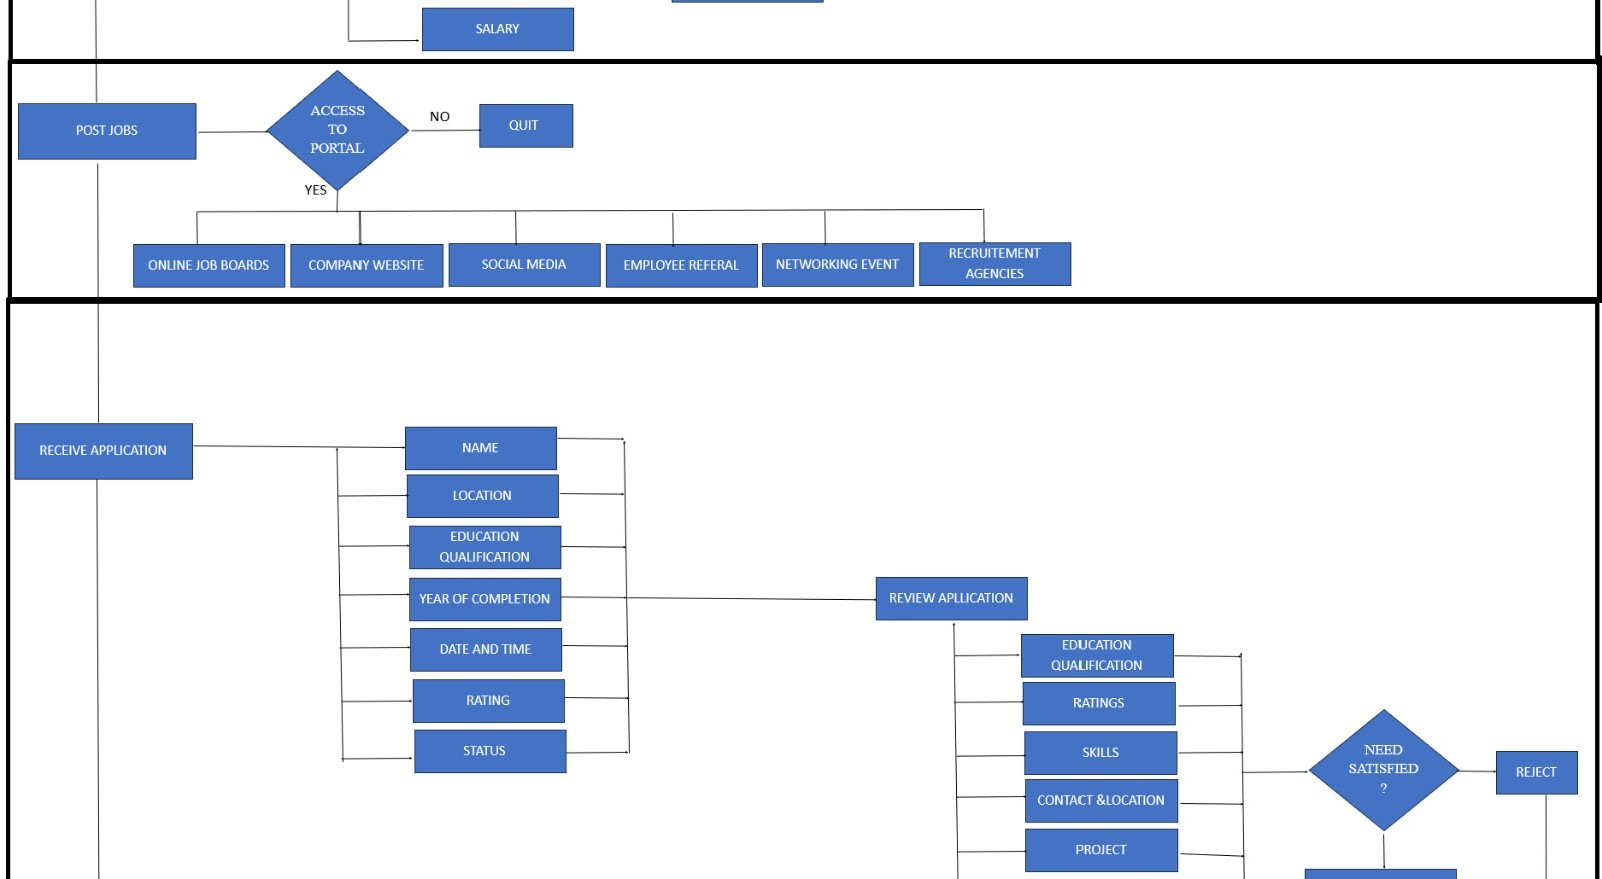 SALARY
POST JOBS
ACCESS
TO
PORTAL
NO
QUIT
YES
ONLINE JOB BOARDS
COMPANY WEBSITE
SOCIAL MEDIA
EMPLOYEE REFERAL
NETWORKING EVENT
RECRUITEMENT
AGENCIES
RECEIVE APPLICATION
NAME
LOCATION
EDUCATION
QUALIFICATION
YEAR OF COMPLETION
DATE AND TIME
RATING
STATUS
REVIEW APLLICATION
EDUCATION
QUALIFICATION
RATINGS
SKILLS
CONTACT &LOCATION
PROJECT
NEED
SATISFIED
?
REJECT